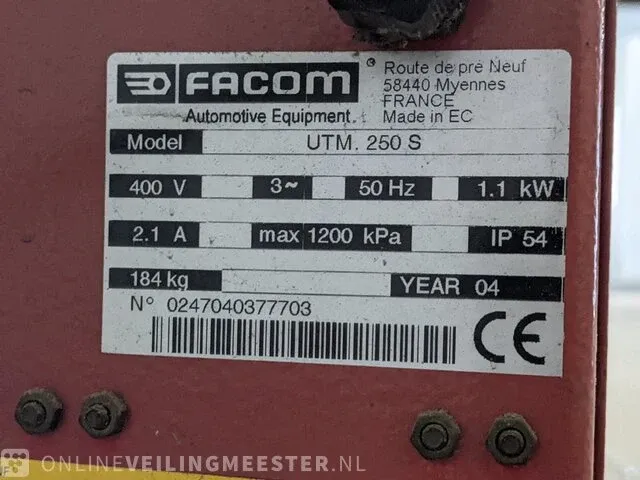 FACOM
®
Automotive Equipment
Route de pré Neuf
58440 Myennes
FRANCE
Made in EC
Model UTM. 250 S
400 V 3~ 50 Hz 1.1 kW
2.1 A max 1200 kPa IP 54
184 kg YEAR 04
N° 0247040377703
CE
ONLINEVEILINGMEESTER.NL